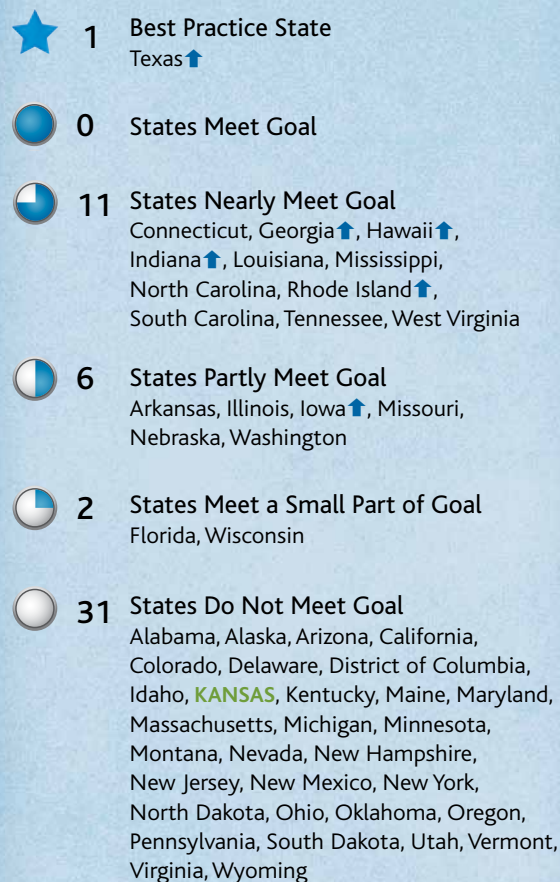 1 Best Practice State
Texas⬆
0 States Meet Goal
11 States Nearly Meet Goal
Connecticut, Georgia⬆, Hawaii⬆,
Indiana⬆, Louisiana, Mississippi,
North Carolina, Rhode Island⬆,
South Carolina, Tennessee, West Virginia
6 States Partly Meet Goal
Arkansas, Illinois, Iowa⬆, Missouri,
Nebraska, Washington
2 States Meet a Small Part of Goal
Florida, Wisconsin
31 States Do Not Meet Goal
Alabama, Alaska, Arizona, California,
Colorado, Delaware, District of Columbia,
Idaho, KANSAS, Kentucky, Maine, Maryland,
Massachusetts, Michigan, Minnesota,
Montana, Nevada, New Hampshire,
New Jersey, New Mexico, New York,
North Dakota, Ohio, Oklahoma, Oregon,
Pennsylvania, South Dakota, Utah, Vermont,
Virginia, Wyoming